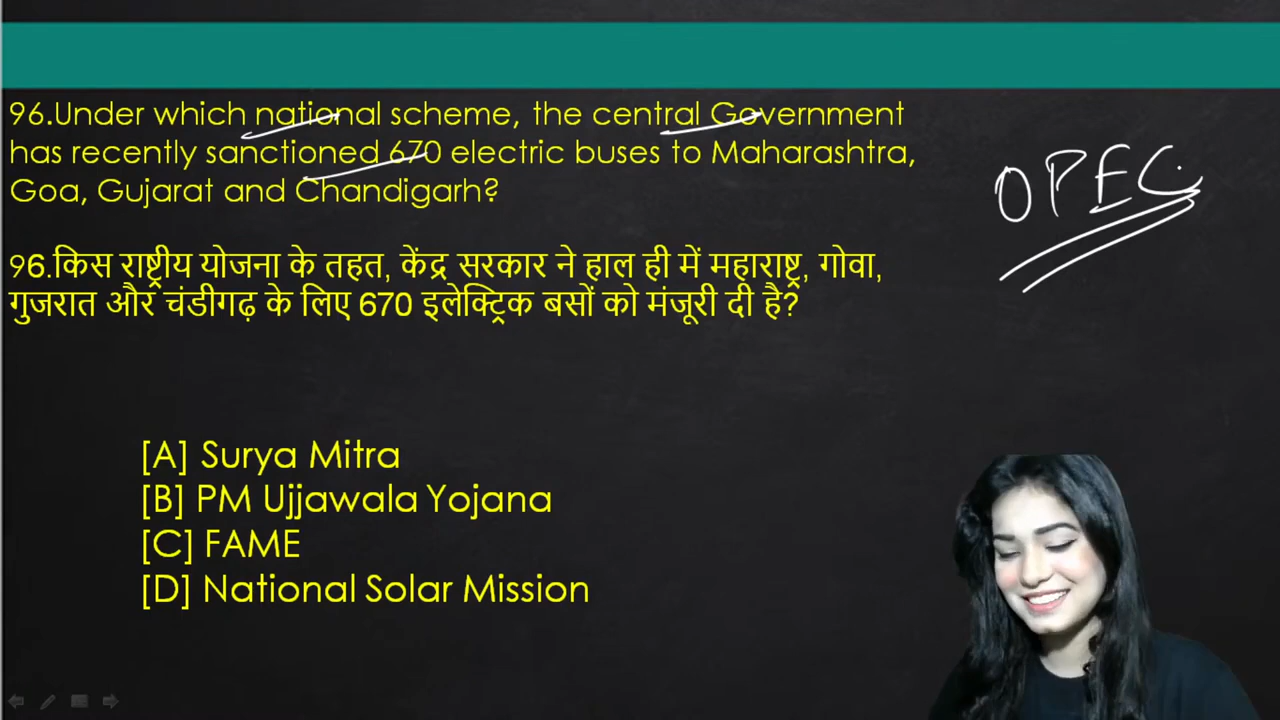 96.Under which national scheme, the central Government
has recently sanctioned 670 electric buses to Maharashtra,
Goa, Gujarat and Chandigarh?
OPEC
96.किस राष्ट्रीय योजना के तहत, केंद्र सरकार ने हाल ही में महाराष्ट्र, गोवा,
गुजरात और चंडीगढ़ के लिए 670 इलेक्ट्रिक बसों को मंजूरी दी है?
[A] Surya Mitra
[B] PM Ujjawala Yojana
[C] FAME
[D] National Solar Mission